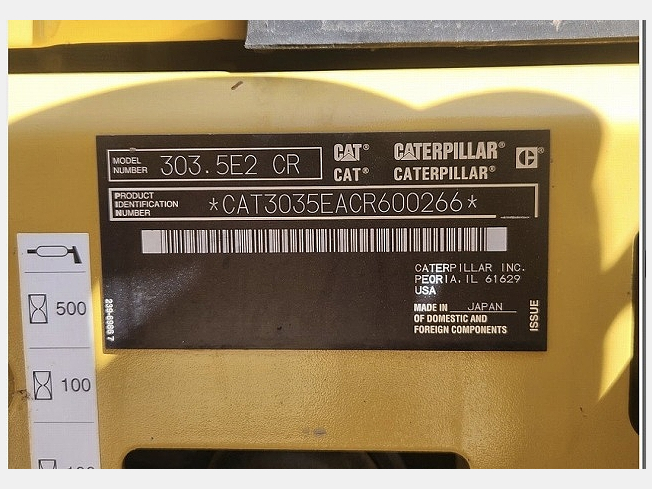 MODEL NUMBER 303.5E2 CR
CAT® CATERPILLAR® C
CAT® CATERPILLAR®
PRODUCT IDENTIFICATION NUMBER *CAT3035EACR600266*
CATERPILLAR INC.
PEORIA, IL 61629
USA
MADE IN JAPAN
OF DOMESTIC AND
FOREIGN COMPONENTS
ISSUE
500
100